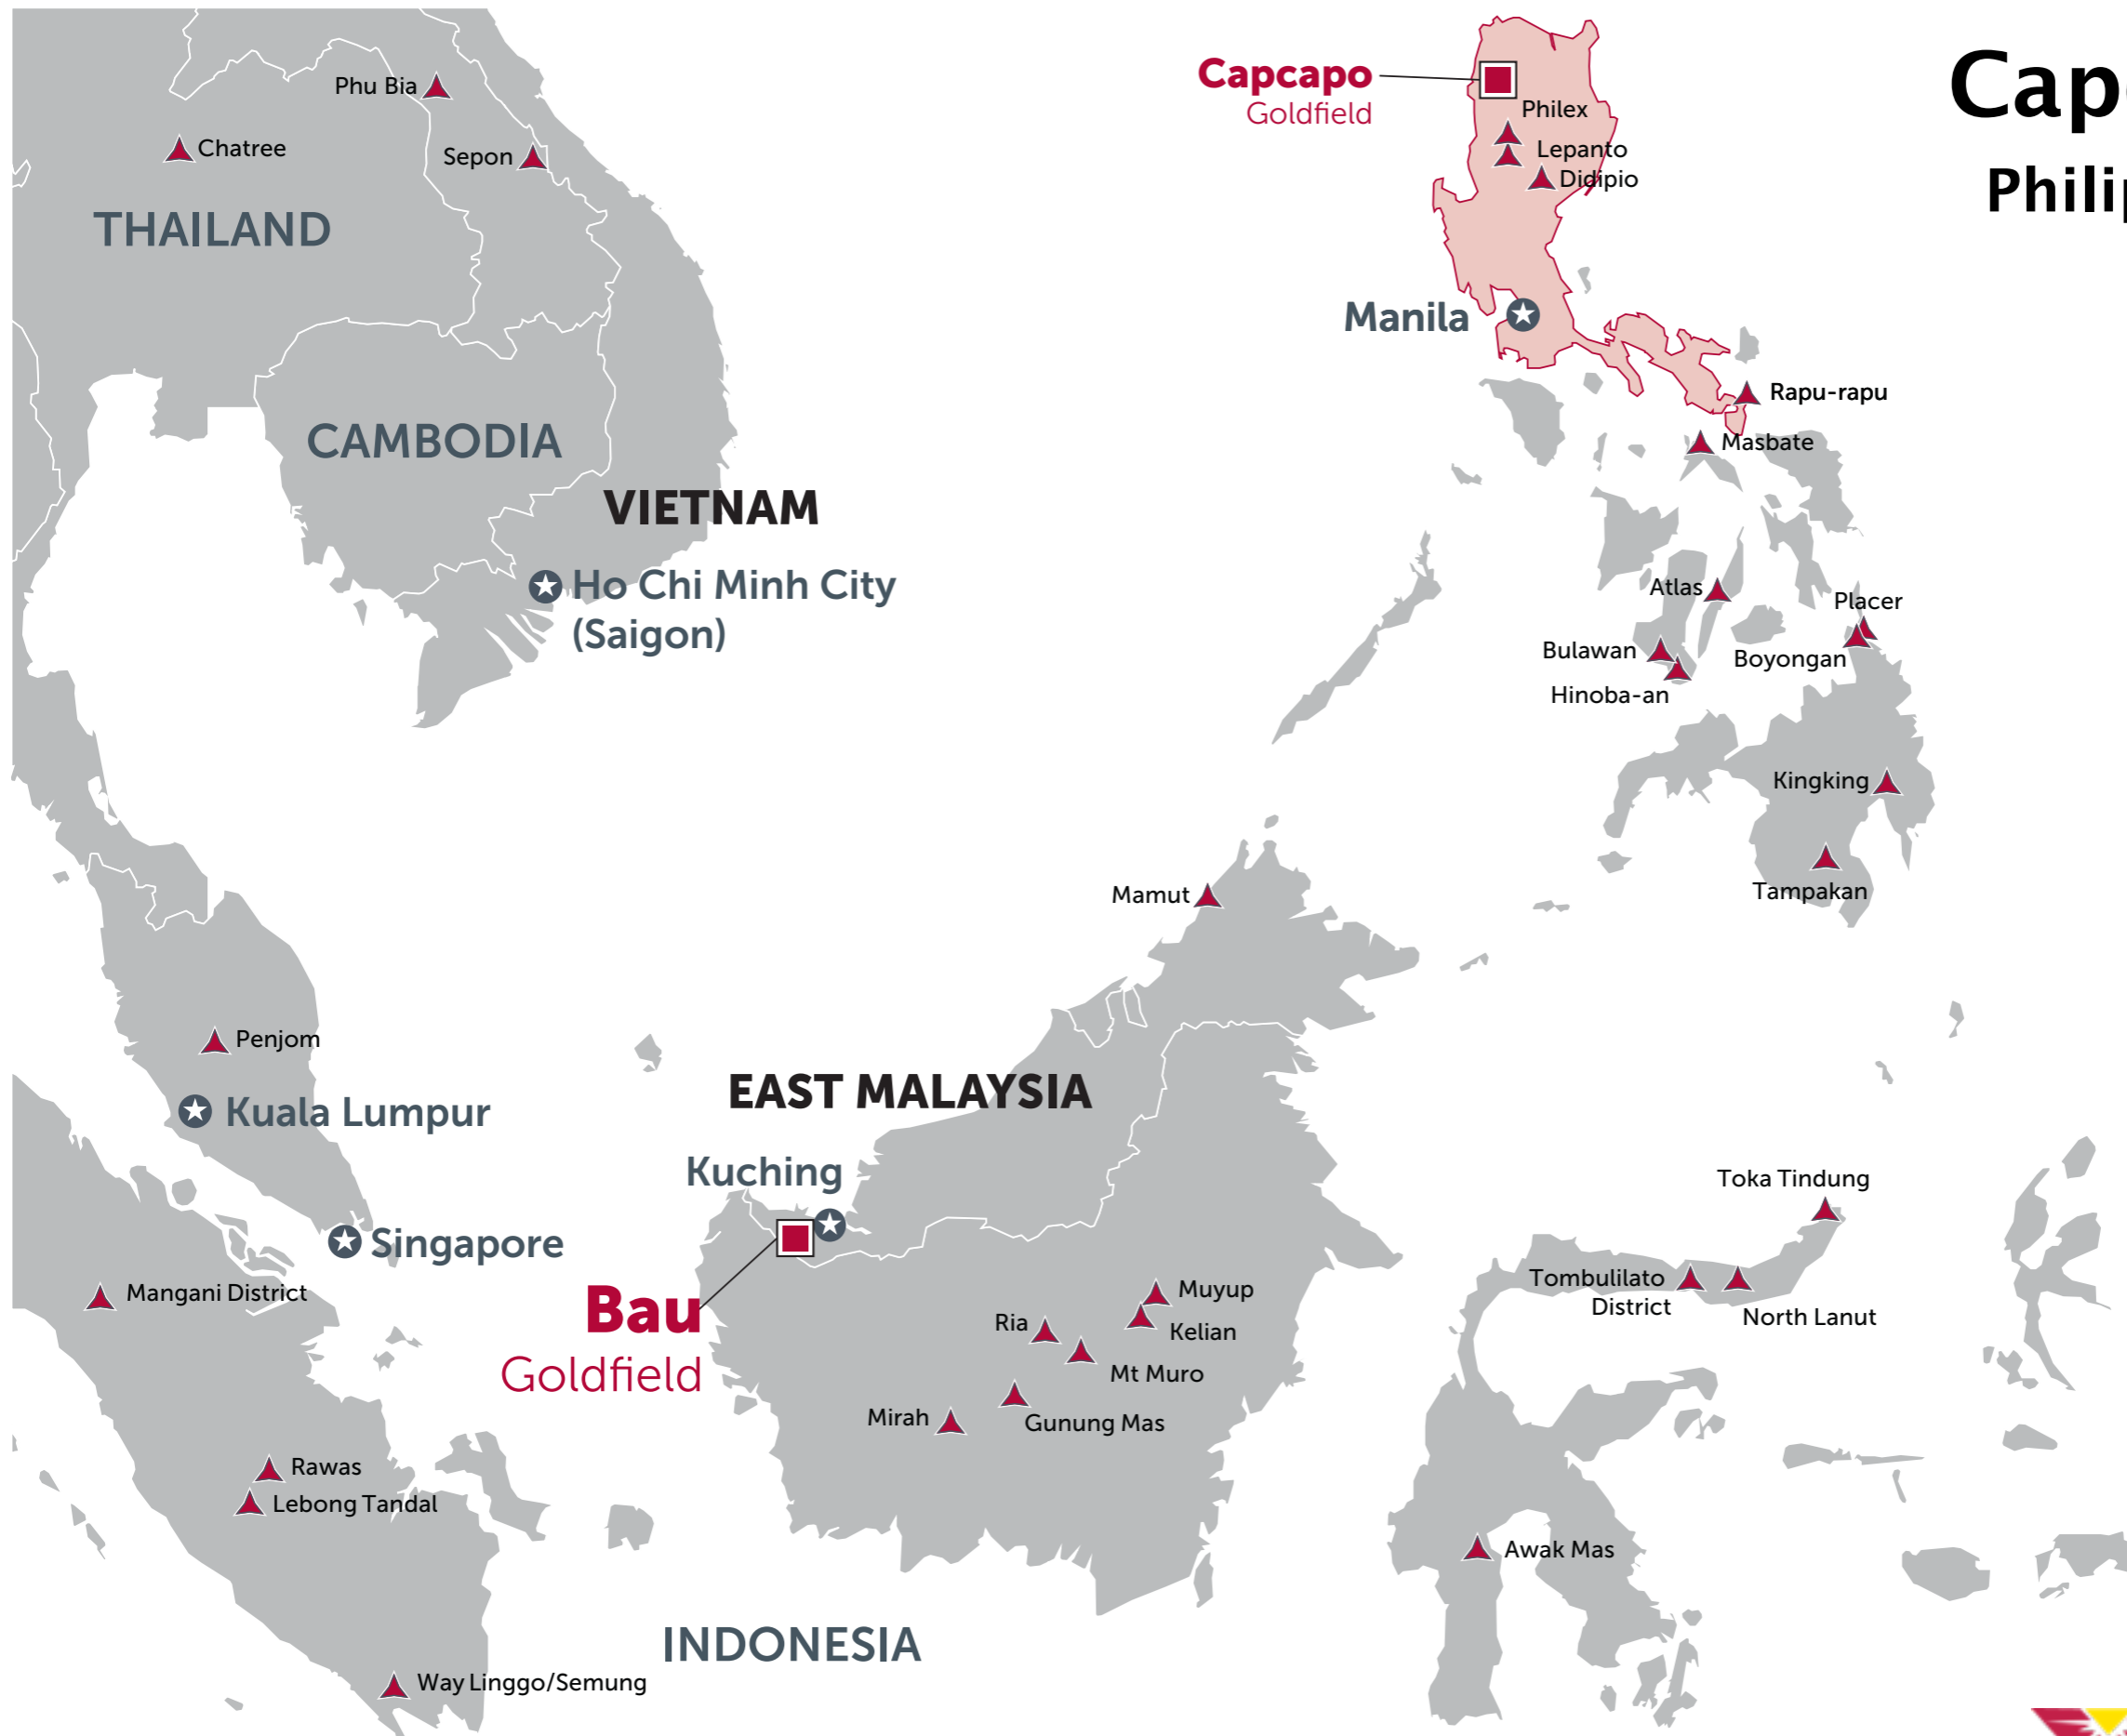 Phu Bia
Chatree
Sepon
THAILAND
CAMBODIA
VIETNAM
Ho Chi Minh City
(Saigon)
Capcapo
Goldfield
Philex
Lepanto
Didipio
Manila
Rapu-rapu
Masbate
Atlas
Placer
Bulawan
Boyongan
Hinoba-an
Kingking
Tampakan
Mamut
Penjom
Kuala Lumpur
Singapore
EAST MALAYSIA
Kuching
Bau
Goldfield
Mangani District
Rawas
Lebong Tandal
Way Linggo/Semung
Muyup
Ria
Kelian
Mt Muro
Mirah
Gunung Mas
Toka Tindung
Tombulilato
District
North Lanut
Awak Mas
INDONESIA